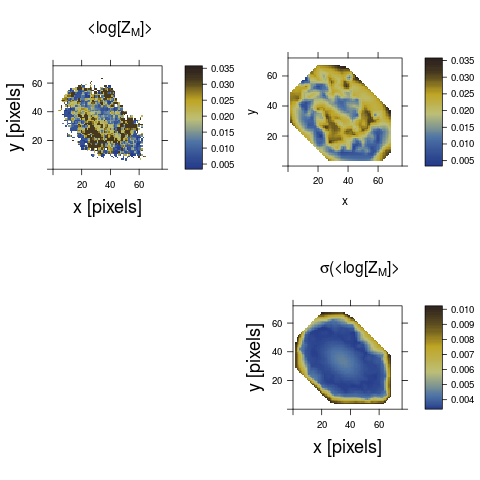 <log[Z_M]>
0.035
0.030
0.025
0.020
0.015
0.010
0.005
60
40
20
y [pixels]
20 40 60
x [pixels]
0.035
0.030
0.025
0.020
0.015
0.010
0.005
60
40
20
y
20 40 60
x
σ(<log[Z_M]>
0.010
0.009
0.008
0.007
0.006
0.005
0.004
60
40
20
y [pixels]
20 40 60
x [pixels]